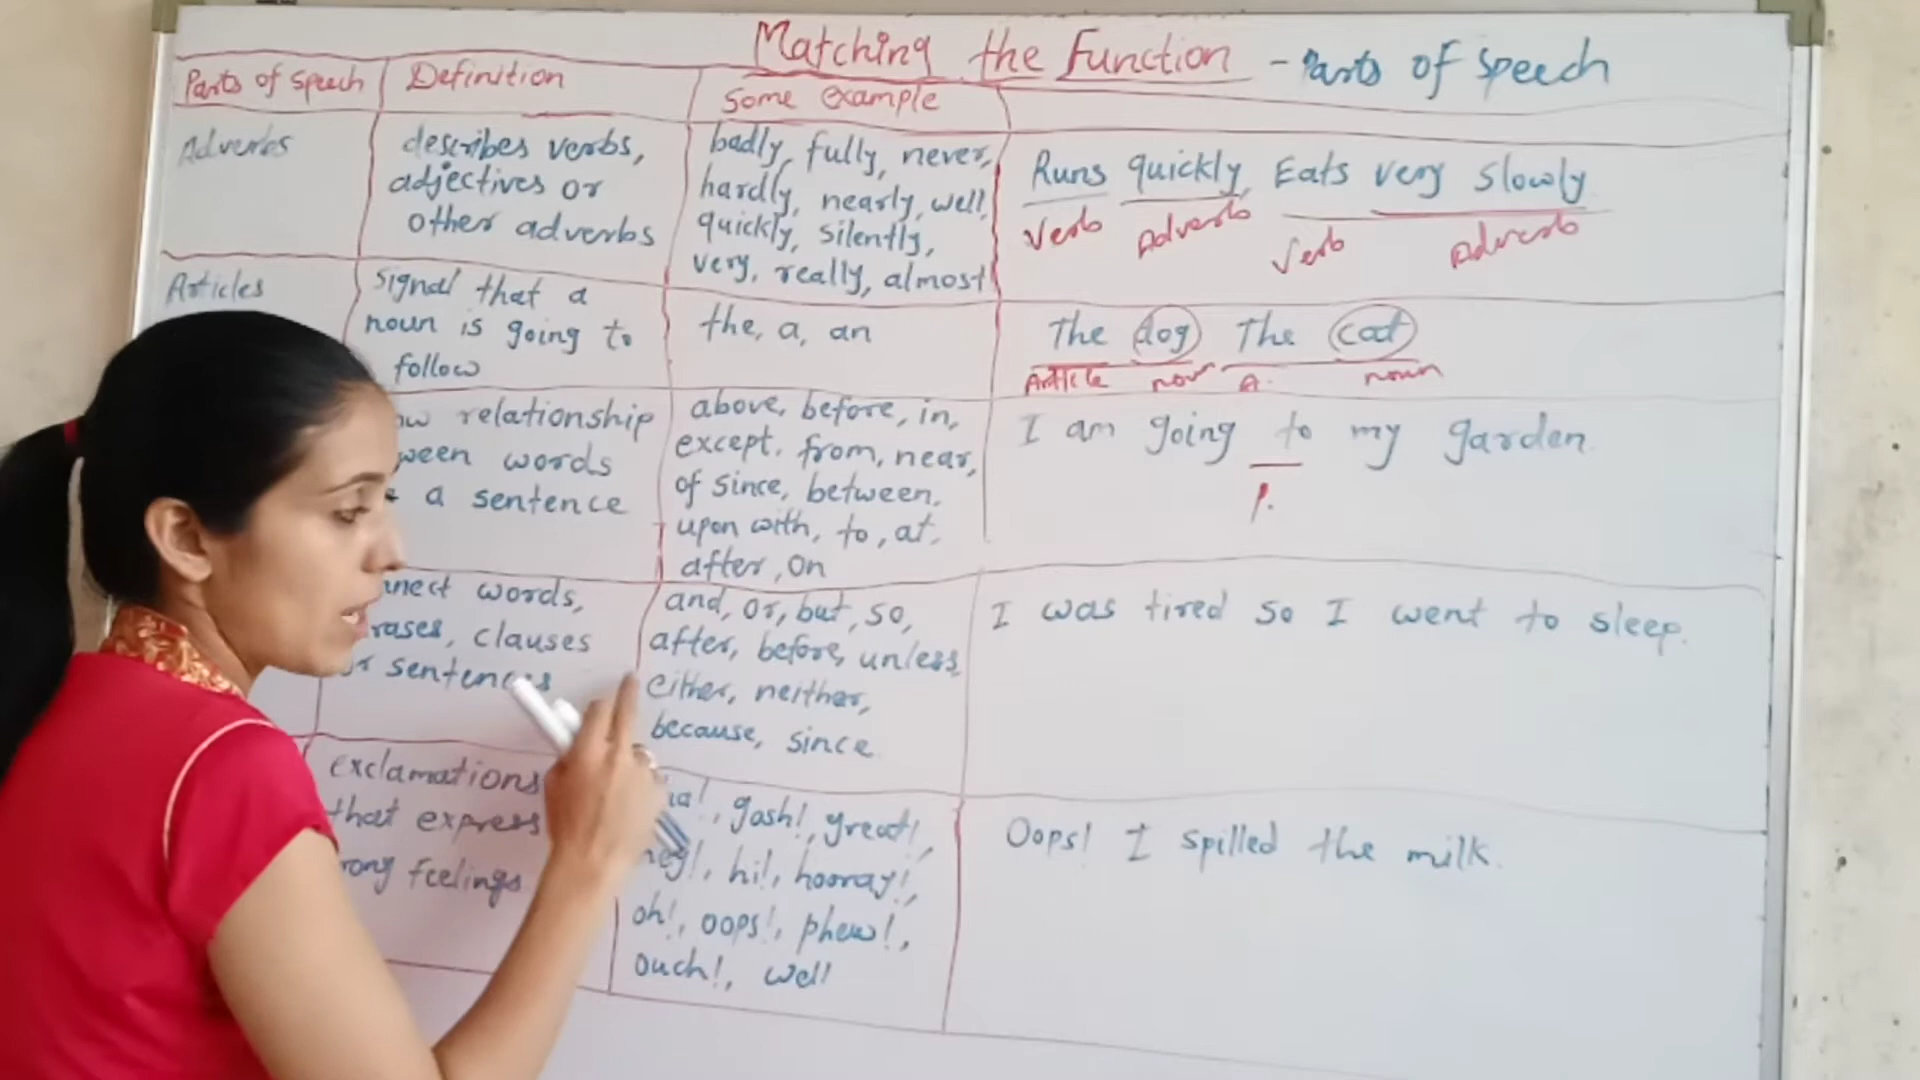 Matching the Function - Parts of Speech
Parts of Speech
Definition
Some example
Adverbs
describes verbs,
adjectives or
other adverbs
badly, fully, never,
hardly, nearly, well,
quickly, silently,
very, really, almost
Runs quickly, Eats very slowly
Verb Adverb Verb Adverb
Articles
Signal that a
noun is going to
follow
the, a, an
The dog The cat
Article noun A. noun
relationship
words
a sentence
above, before, in,
except, from, near,
of since, between,
upon with, to, at,
after, on
I am going to my garden.
P.
words,
clauses
sentences
and, or, but, so,
after, before, unless,
either, neither,
because, since.
I was tired so I went to sleep.
exclamations
that express
feelings
gosh!, great!,
hi!, hooray!,
oh!, oops!, phew!,
ouch!, well
Oops! I spilled the milk.